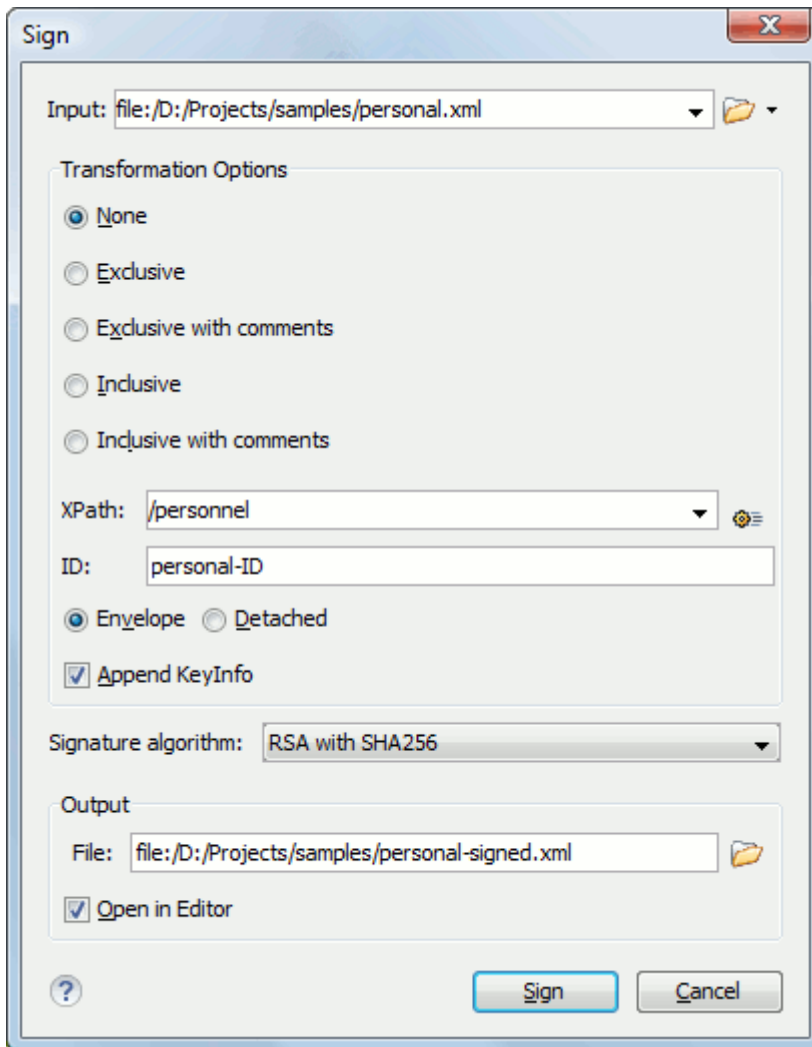 Sign
Input: file:/D:/Projects/samples/personal.xml
Transformation Options
None
Exclusive
Exclusive with comments
Inclusive
Inclusive with comments
XPath: /personnel
ID: personal-ID
Envelope Detached
Append KeyInfo
Signature algorithm: RSA with SHA256
Output
File: file:/D:/Projects/samples/personal-signed.xml
Open in Editor
? Sign Cancel